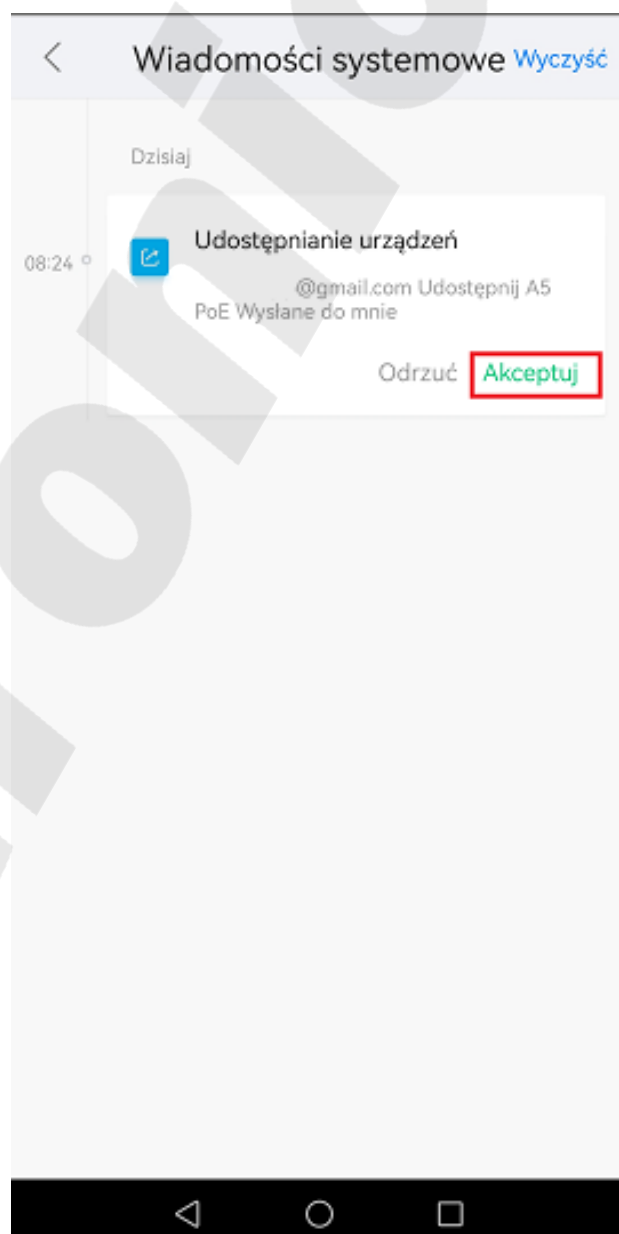 Wiadomości systemowe Wyczyść
Dzisiaj
08:24
Udostępnianie urządzeń
@gmail.com Udostępnij A5
PoE Wysłane do mnie
Odrzuć Akceptuj